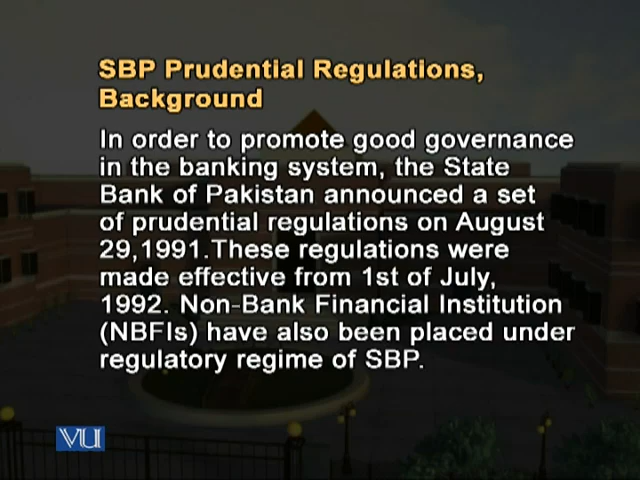 SBP Prudential Regulations,
Background
In order to promote good governance
in the banking system, the State
Bank of Pakistan announced a set
of prudential regulations on August
29,1991.These regulations were
made effective from 1st of July,
1992. Non-Bank Financial Institution
(NBFIs) have also been placed under
regulatory regime of SBP.
VU